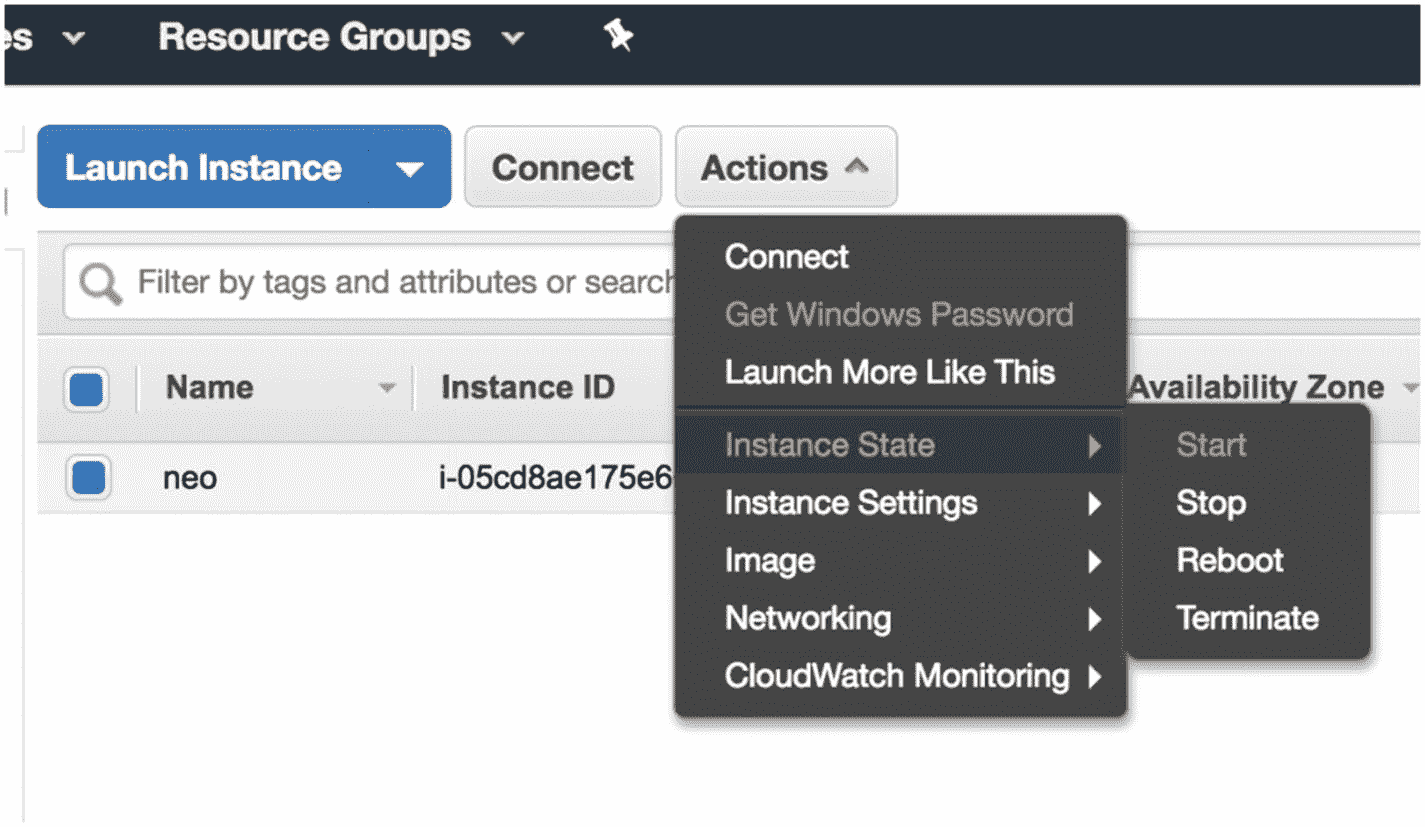 es Resource Groups
Launch Instance Connect Actions
Filter by tags and attributes or search
Name Instance ID Availability Zone
neo i-05cd8ae175e6
Connect
Get Windows Password
Launch More Like This
Instance State
Instance Settings
Image
Networking
CloudWatch Monitoring
Start
Stop
Reboot
Terminate